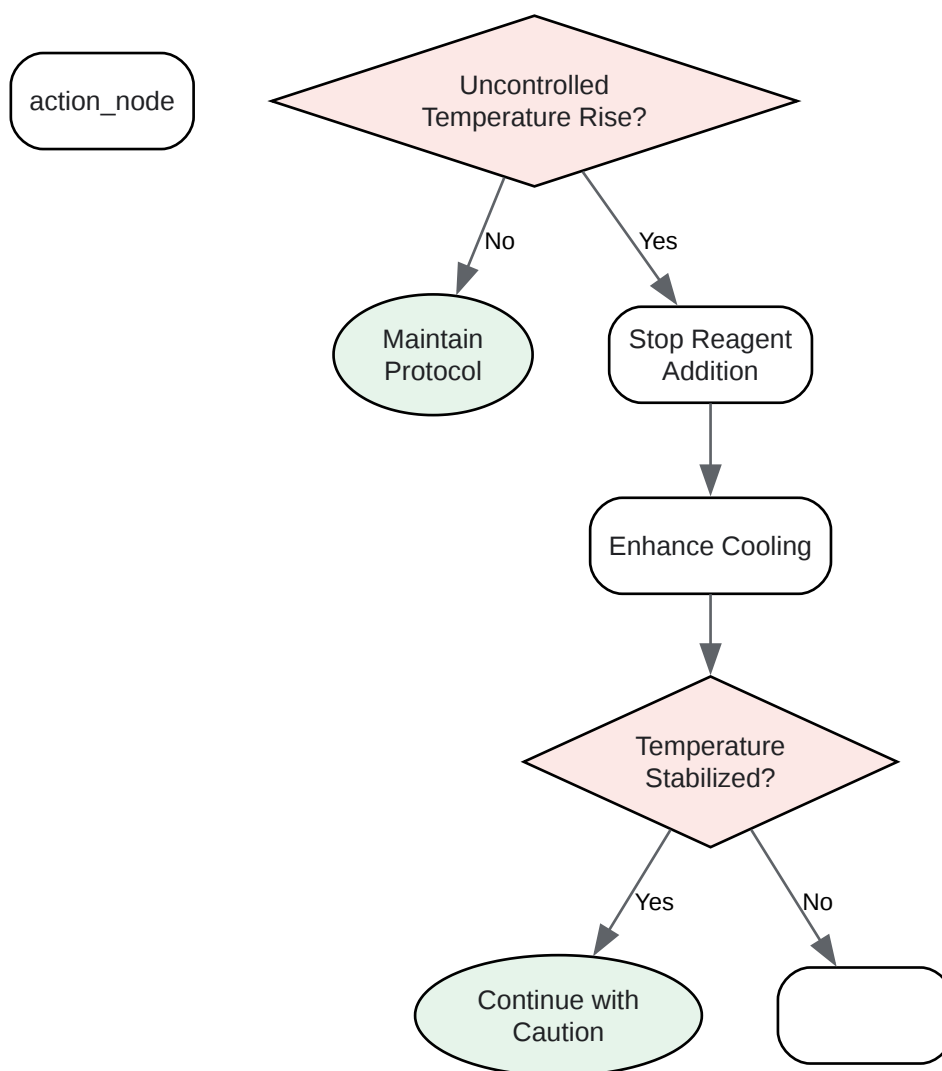 action_node
Uncontrolled
Temperature Rise?
No
Yes
Maintain
Protocol
Stop Reagent
Addition
Enhance Cooling
Temperature
Stabilized?
Yes
No
Continue with
Caution